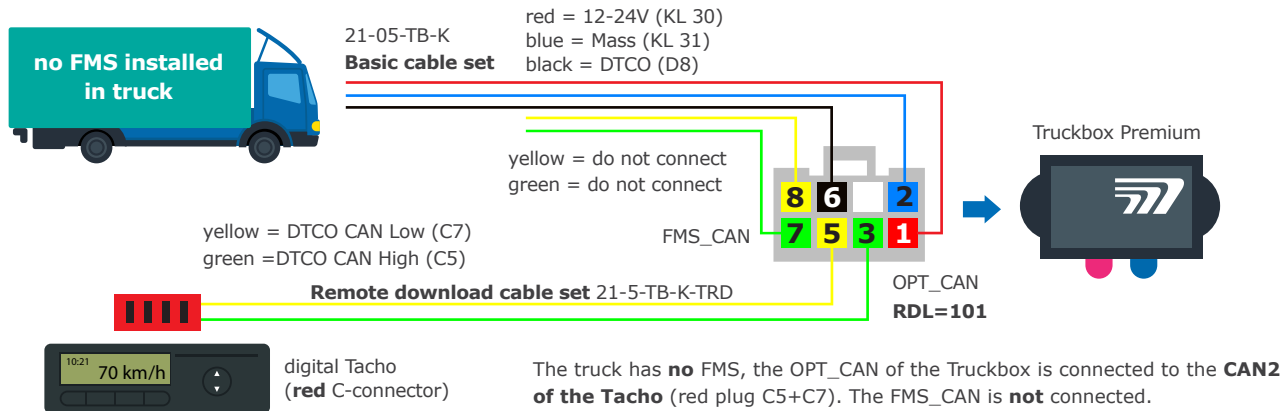 no FMS installed
in truck
21-05-TB-K
Basic cable set
red = 12-24V (KL 30)
blue = Mass (KL 31)
black = DTCO (D8)
yellow = do not connect
green = do not connect
8 6 2
7 5 3 1
FMS_CAN
OPT_CAN
RDL=101
Truckbox Premium
yellow = DTCO CAN Low (C7)
green =DTCO CAN High (C5)
Remote download cable set 21-5-TB-K-TRD
10:21
70 km/h
digital Tacho
(red C-connector)
The truck has no FMS, the OPT_CAN of the Truckbox is connected to the CAN2
of the Tacho (red plug C5+C7). The FMS_CAN is not connected.